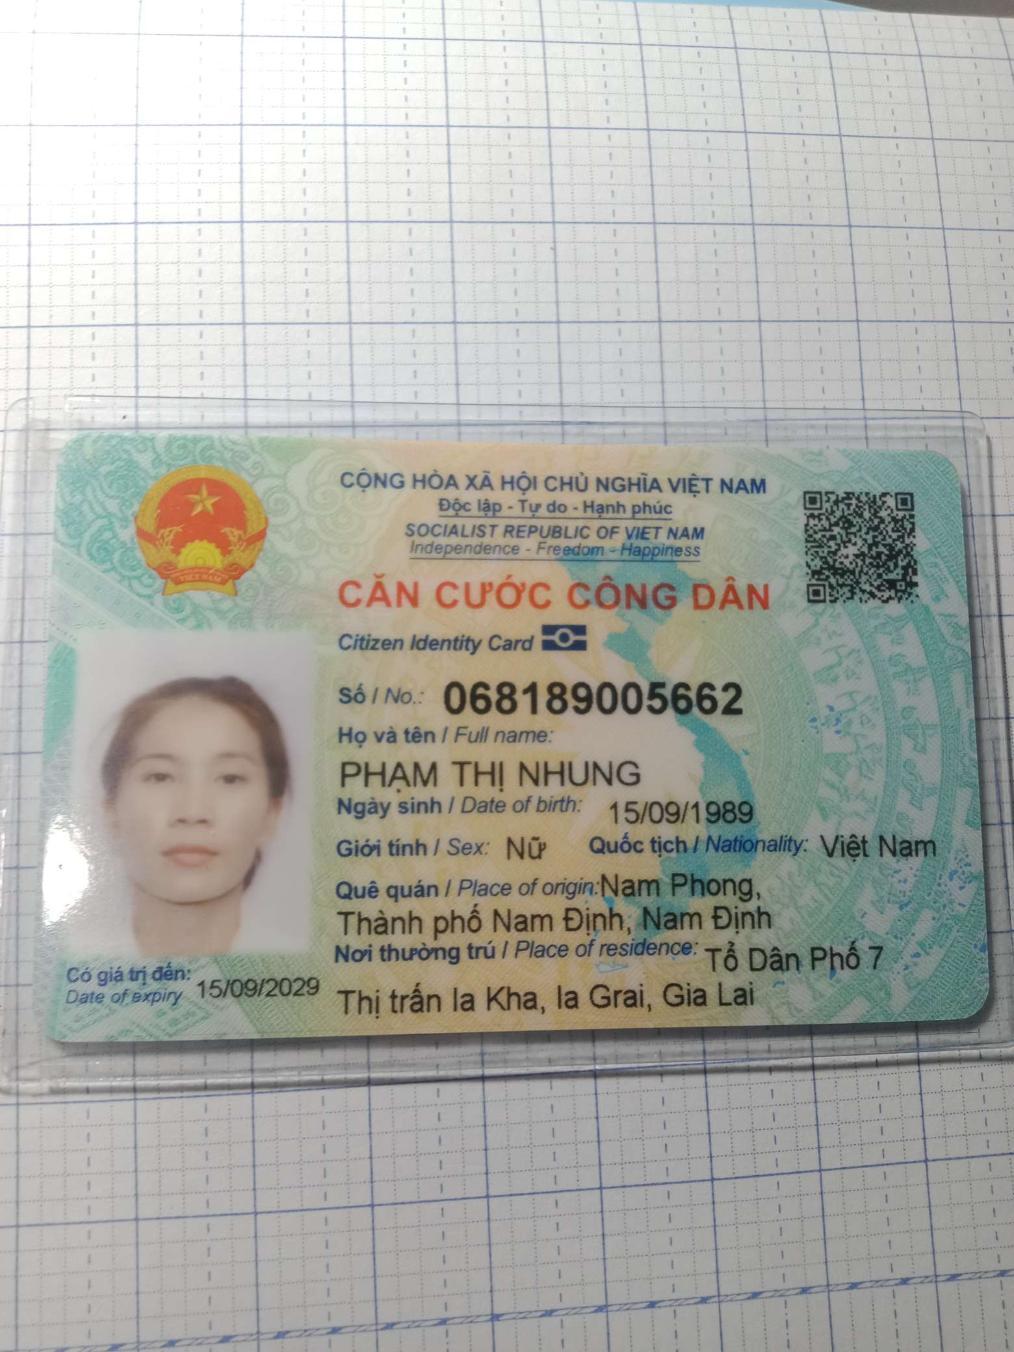 CỘNG HÒA XÃ HỘI CHỦ NGHĨA VIỆT NAM
Độc lập - Tự do - Hạnh phúc
SOCIALIST REPUBLIC OF VIET NAM
Independence - Freedom - Happiness
CĂN CƯỚC CÔNG DÂN
Citizen Identity Card
Số / No.: 068189005662
Họ và tên / Full name:
PHẠM THỊ NHUNG
Ngày sinh / Date of birth: 15/09/1989
Giới tính / Sex: Nữ Quốc tịch / Nationality: Việt Nam
Quê quán / Place of origin: Nam Phong,
Thành phố Nam Định, Nam Định
Nơi thường trú / Place of residence: Tổ Dân Phố 7
Thị trấn Ia Kha, Ia Grai, Gia Lai
Có giá trị đến: 15/09/2029
Date of expiry
VIỆT NAM